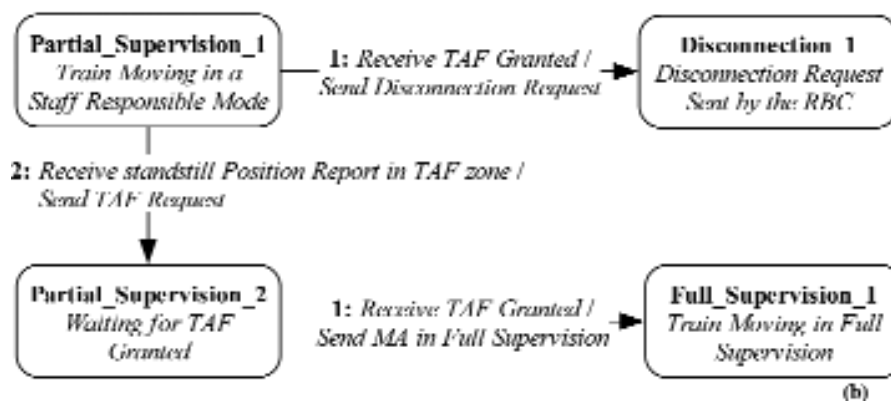 Partial_Supervision_1
Train Moving in a
Staff Responsible Mode
1: Receive TAF Granted /
Send Disconnection Request
Disconnection_1
Disconnection Request
Sent by the RBC
2: Receive standstill Position Report in TAF zone /
Send TAF Request
Partial_Supervision_2
Waiting for TAF
Granted
1: Receive TAF Granted /
Send MA in Full Supervision
Full_Supervision_1
Train Moving in Full
Supervision
(b)